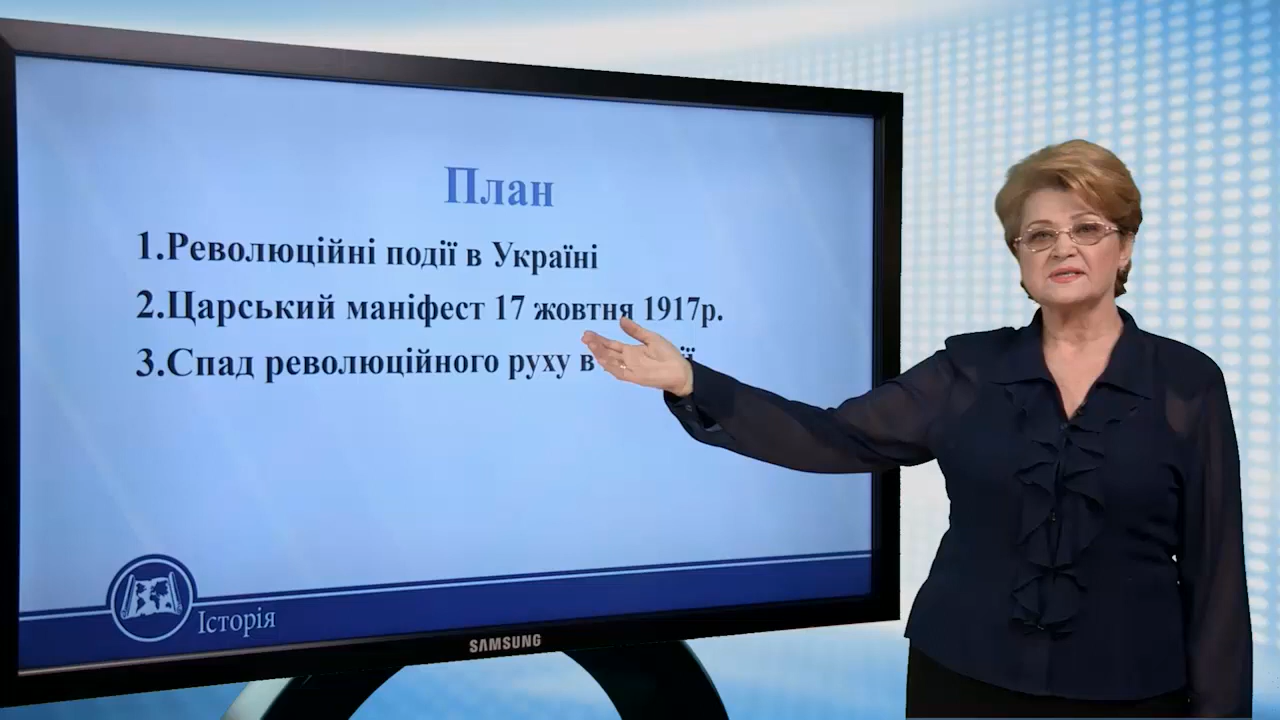 План
1.Революційні події в Україні
2.Царський маніфест 17 жовтня 1917р.
3.Спад революційного руху в
Історія
SAMSUNG